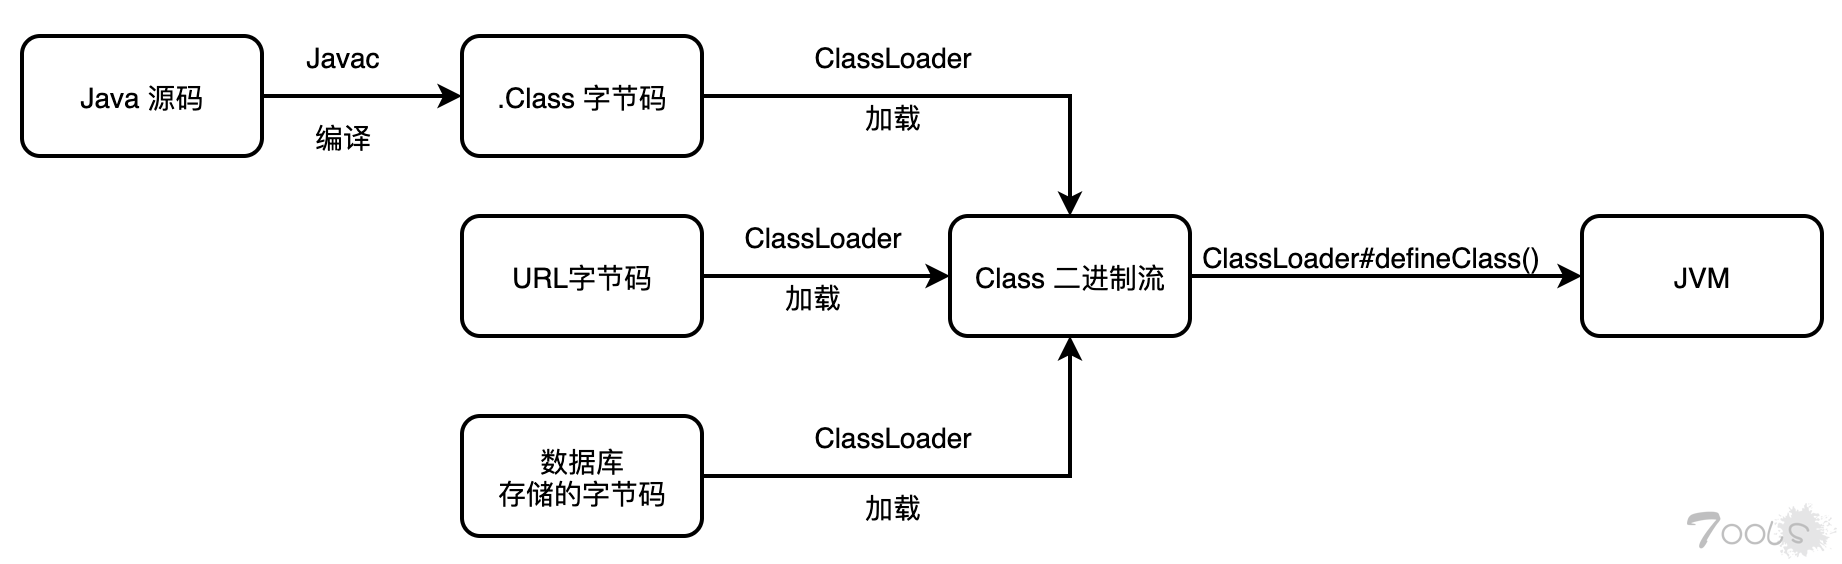 Java 源码
Javac
编译
.Class 字节码
ClassLoader
加载
URL字节码
ClassLoader
加载
Class 二进制流
ClassLoader#defineClass()
JVM
数据库
存储的字节码
ClassLoader
加载
TOOLS